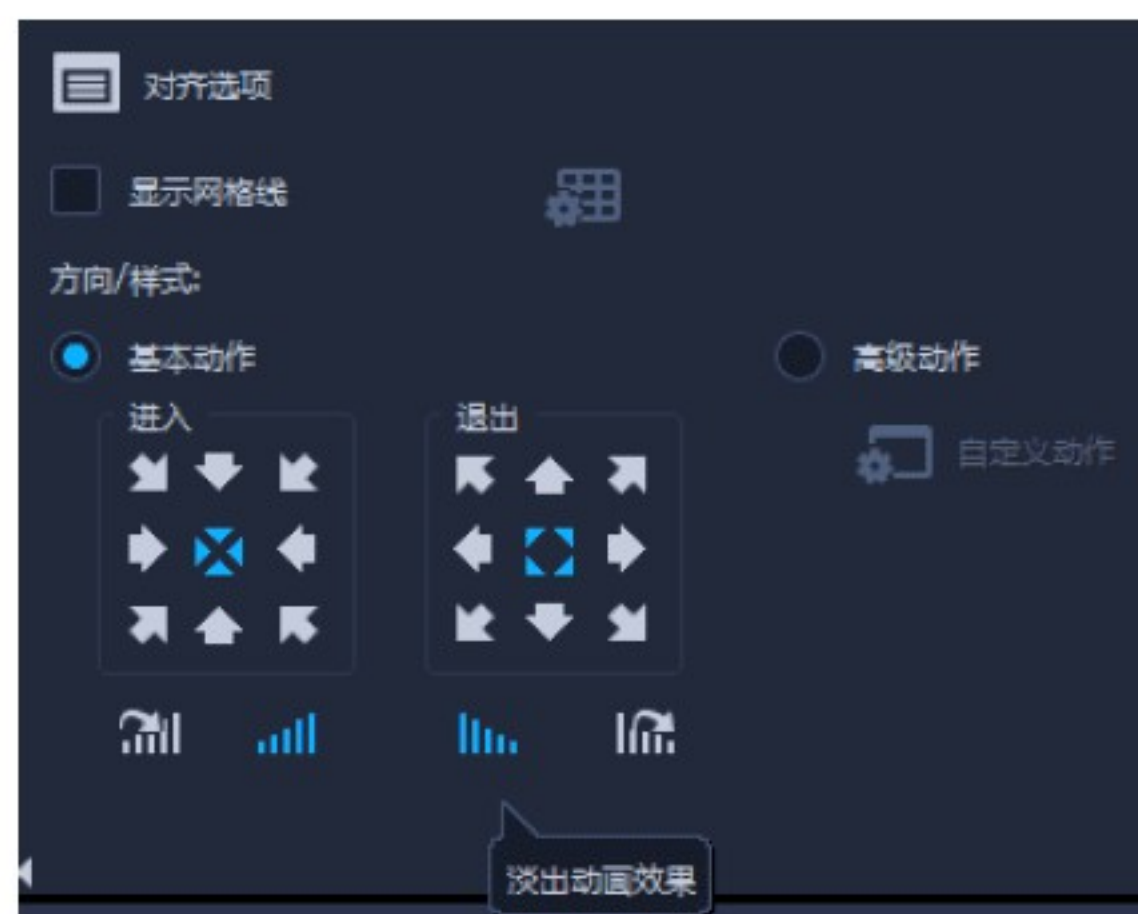 对齐选项
显示网格线
方向/样式:
基本动作
高级动作
进入
退出
自定义动作
淡出动画效果